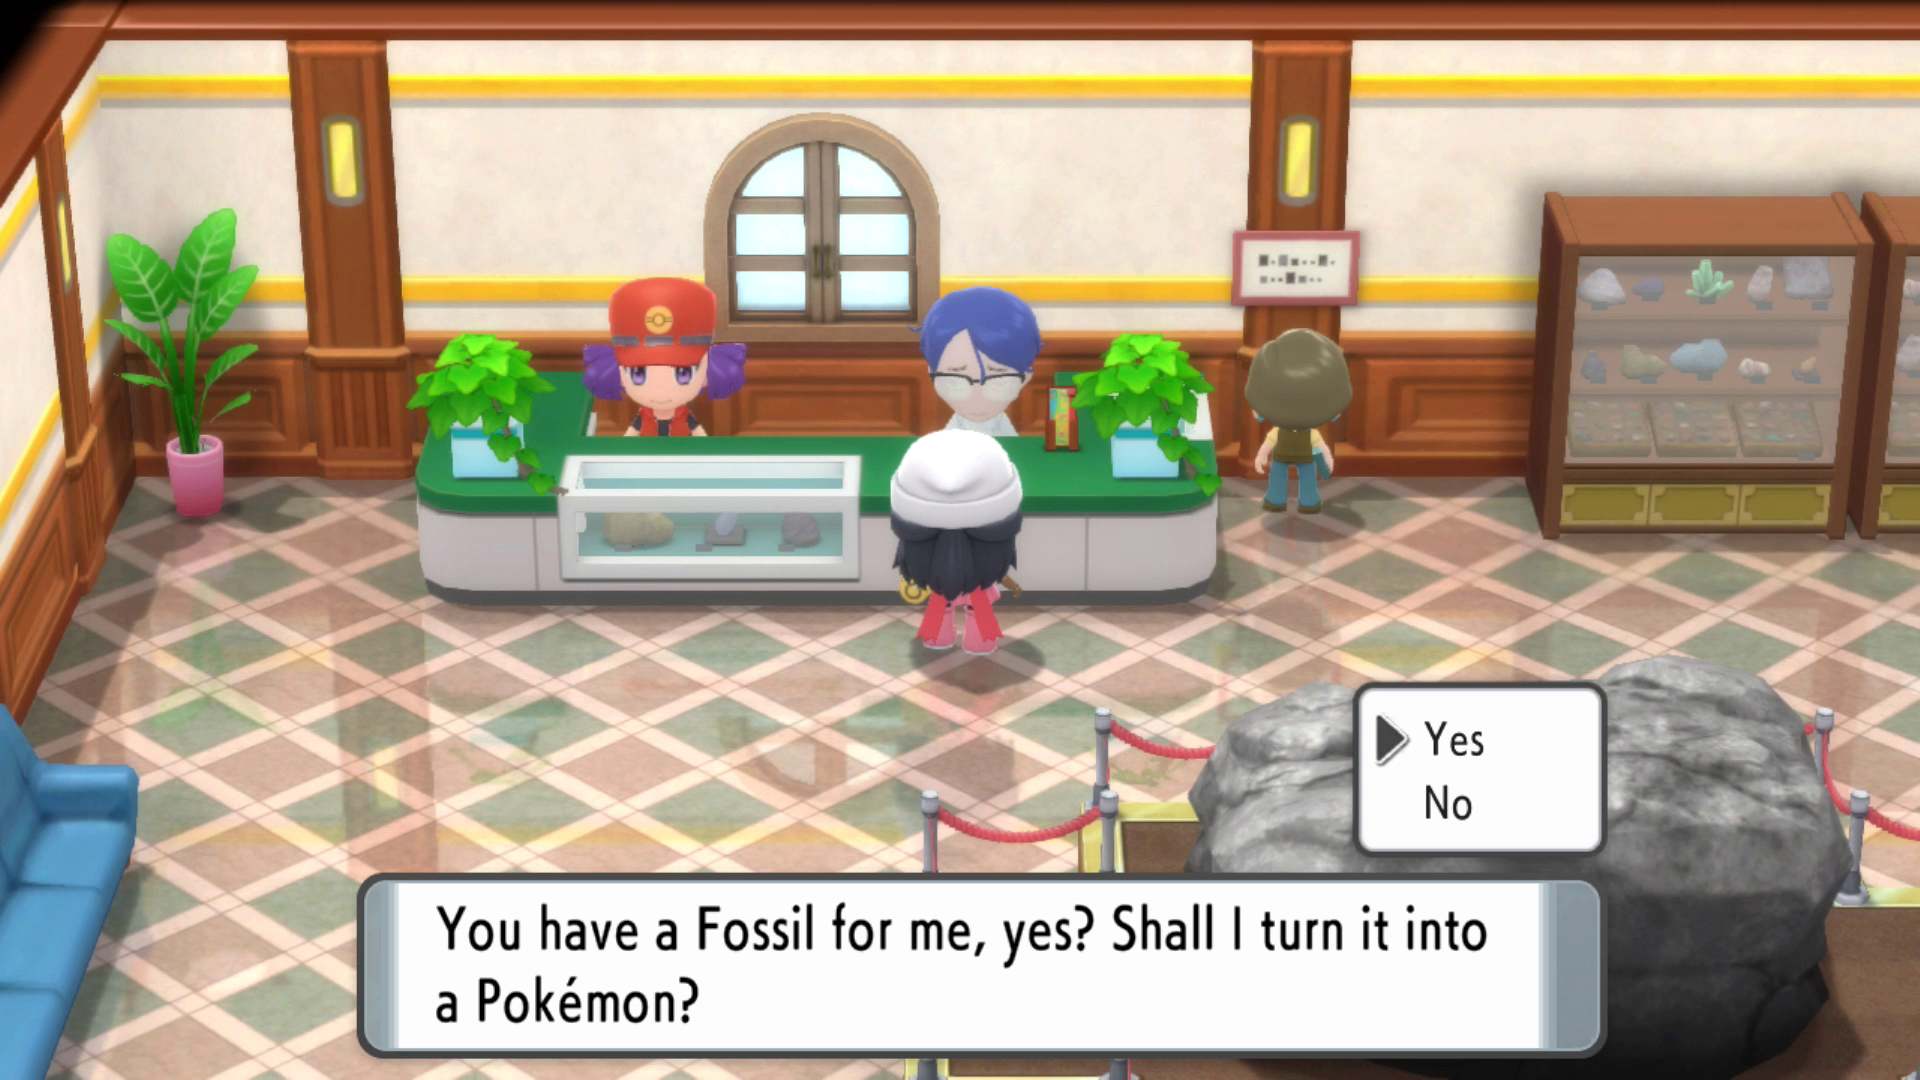 Yes
No
You have a Fossil for me, yes? Shall I turn it into
a Pokémon?